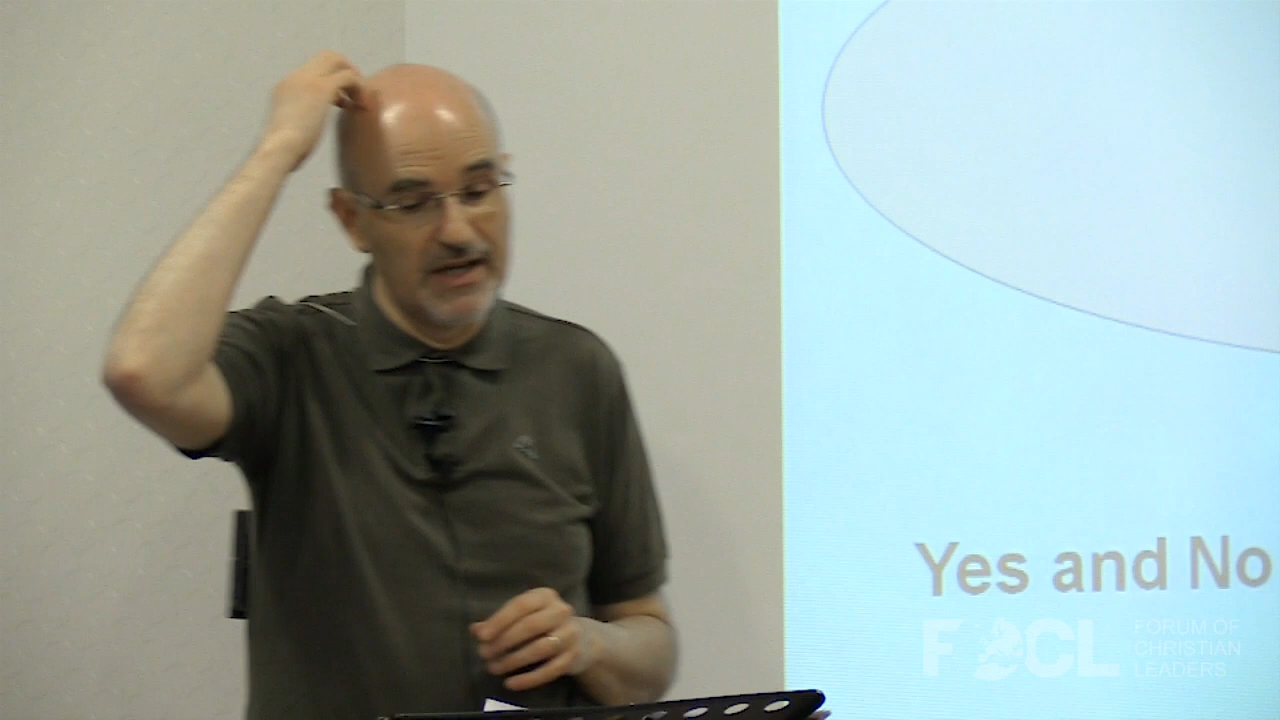 Yes and No
FOCL
FORUM OF
CHRISTIAN
LEADERS